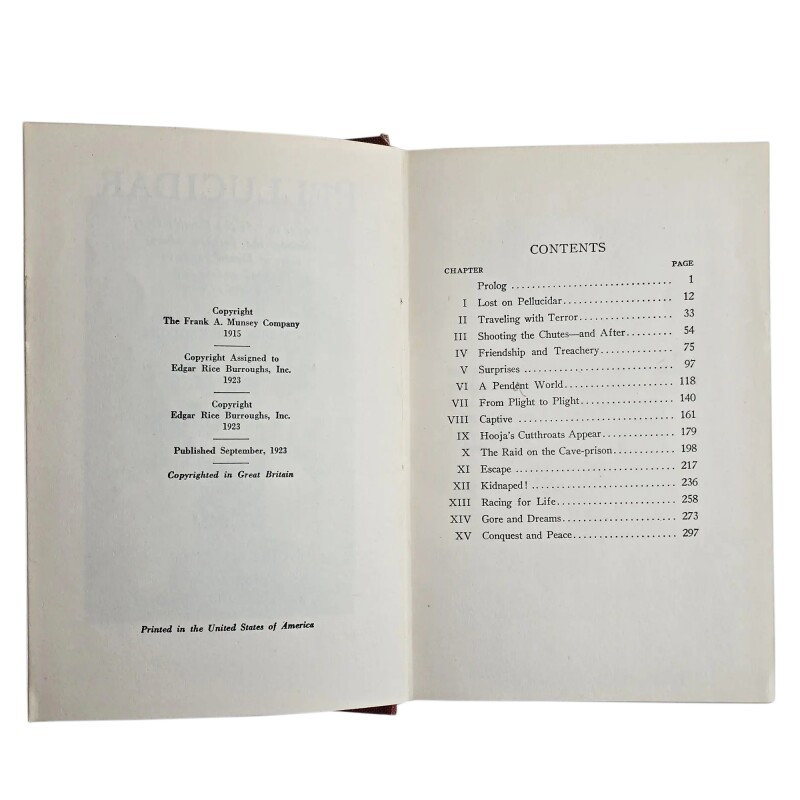 Copyright
The Frank A. Munsey Company
1915
Copyright Assigned to
Edgar Rice Burroughs, Inc.
1923
Copyright
Edgar Rice Burroughs, Inc.
1923
Published September, 1923
Copyrighted in Great Britain
Printed in the United States of America
CONTENTS
CHAPTER PAGE
Prolog ................................ 1
I Lost on Pellucidar...................... 12
II Traveling with Terror................... 33
III Shooting the Chutes—and After......... 54
IV Friendship and Treachery............... 75
V Surprises .............................. 97
VI A Pendent World...................... 118
VII From Plight to Plight................... 140
VIII Captive .............................. 161
IX Hooja's Cutthroats Appear.............. 179
X The Raid on the Cave-prison............ 198
XI Escape ............................... 217
XII Kidnaped! ............................. 236
XIII Racing for Life........................ 258
XIV Gore and Dreams....................... 273
XV Conquest and Peace..................... 297